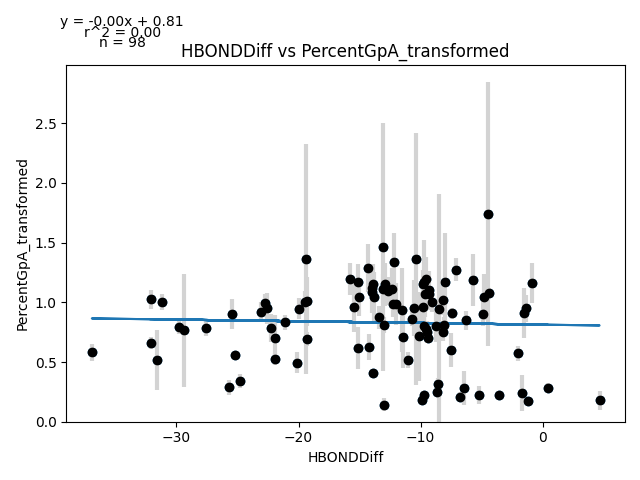 y = -0.00x + 0.81
r^2 = 0.00
n = 98
HBONDDiff vs PercentGpA_transformed
PercentGpA_transformed
2.5
2.0
1.5
1.0
0.5
0.0
−30
−20
−10
0
HBONDDiff